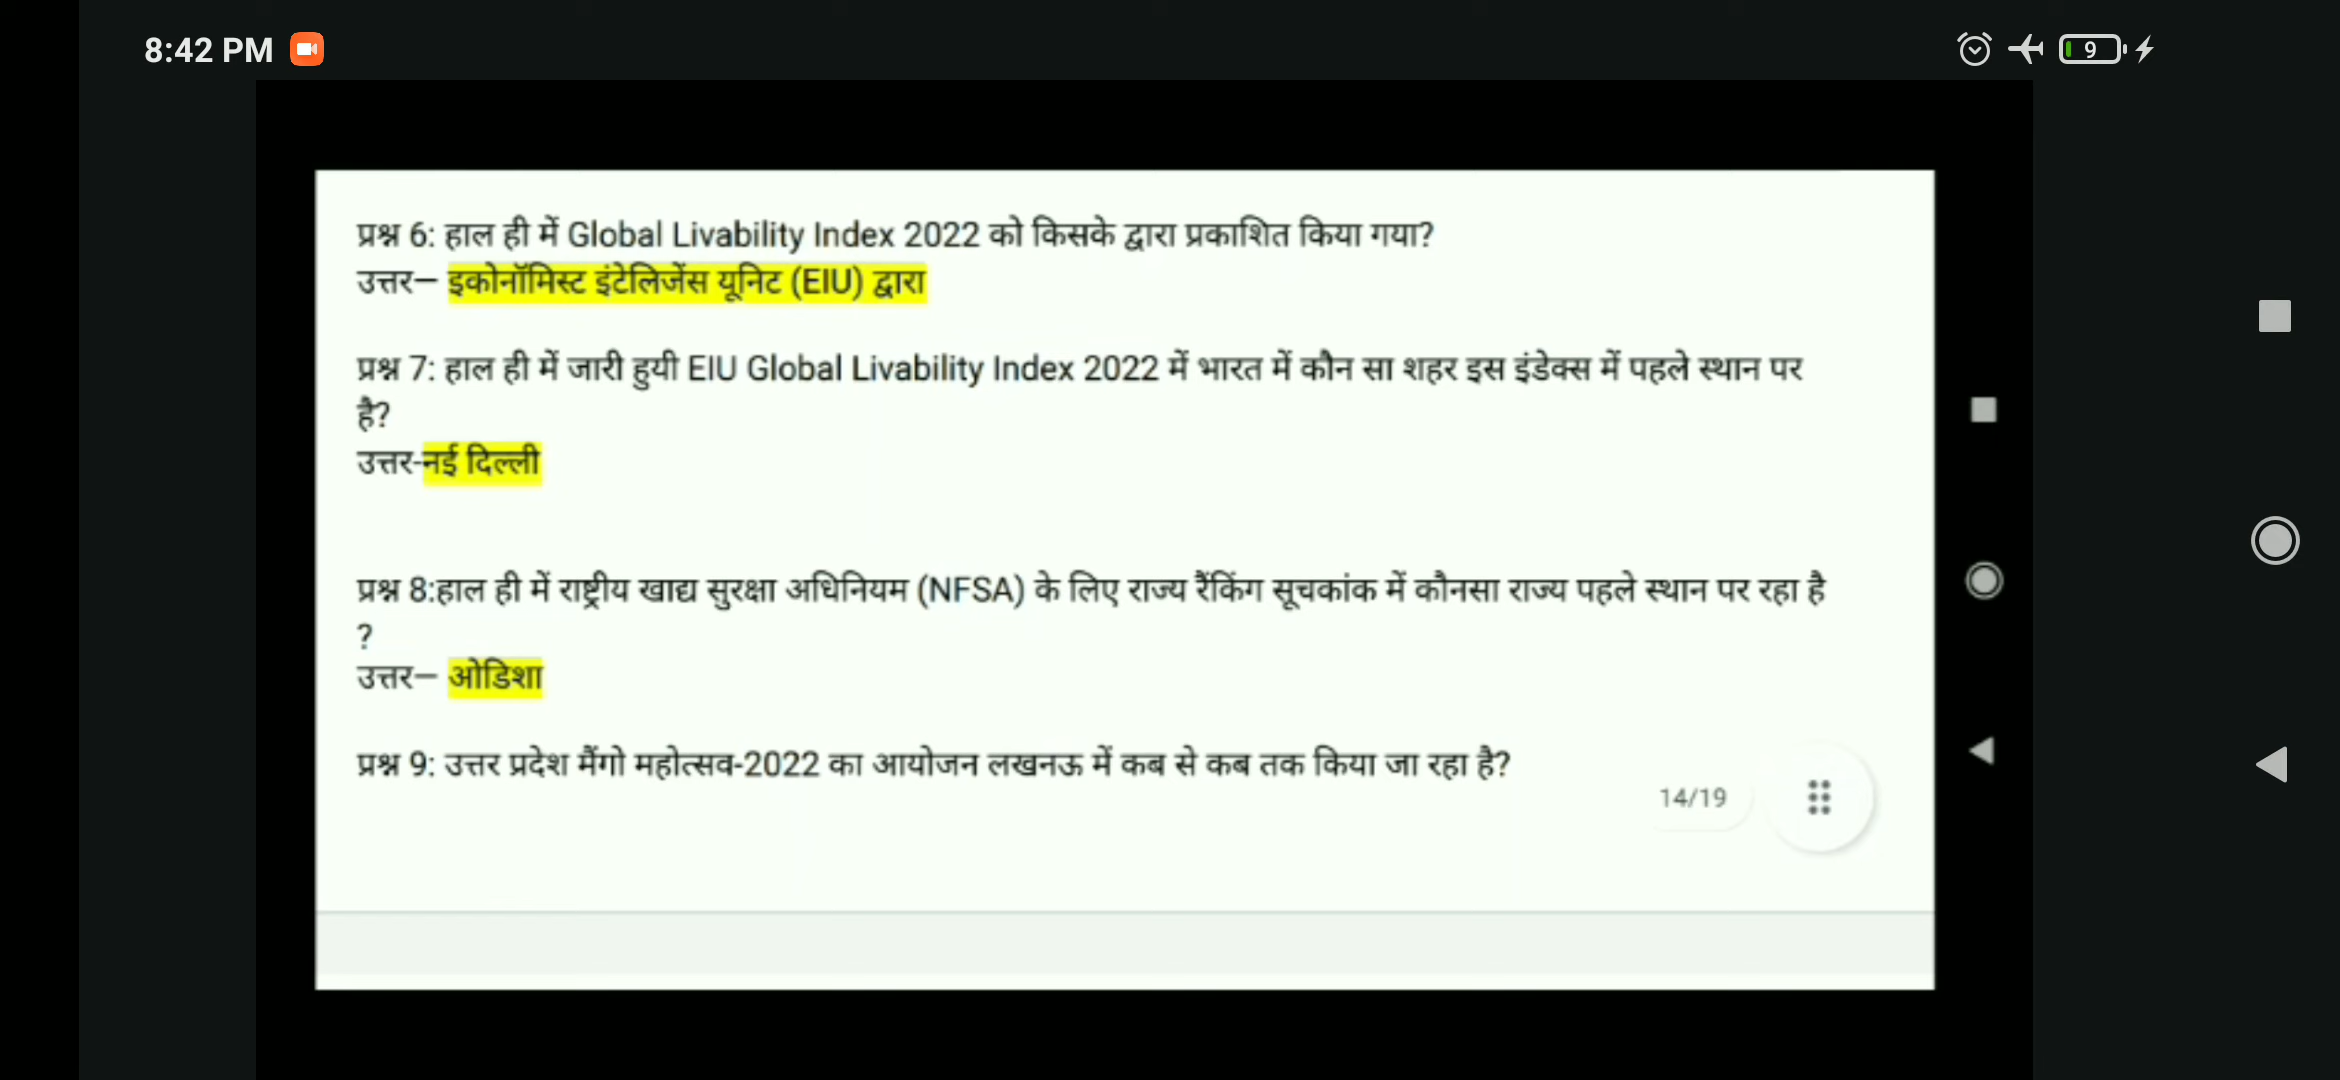 8:42 PM
9
प्रश्न 6: हाल ही में Global Livability Index 2022 को किसके द्वारा प्रकाशित किया गया?
उत्तर– इकोनॉमिस्ट इंटेलिजेंस यूनिट (EIU) द्वारा
प्रश्न 7: हाल ही में जारी हुयी EIU Global Livability Index 2022 में भारत में कौन सा शहर इस इंडेक्स में पहले स्थान पर
है?
उत्तर-नई दिल्ली
प्रश्न 8:हाल ही में राष्ट्रीय खाद्य सुरक्षा अधिनियम (NFSA) के लिए राज्य रैंकिंग सूचकांक में कौनसा राज्य पहले स्थान पर रहा है
?
उत्तर– ओडिशा
प्रश्न 9: उत्तर प्रदेश मैंगो महोत्सव-2022 का आयोजन लखनऊ में कब से कब तक किया जा रहा है?
14/19